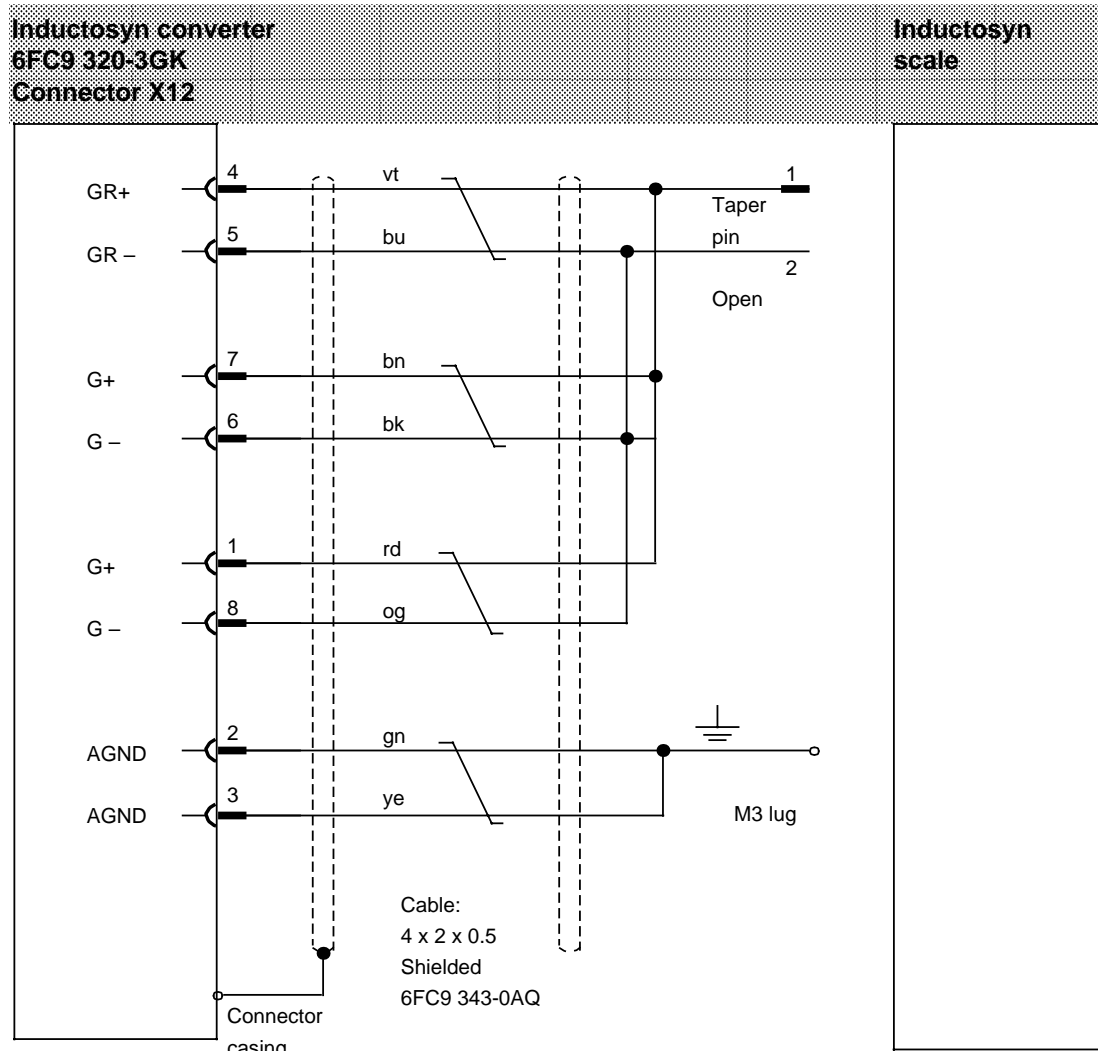 Inductosyn converter
6FC9 320-3GK
Connector X12
Inductosyn
scale
4
vt
1
GR+
Taper
5
bu
pin
GR –
2
Open
7
bn
G+
6
bk
G –
1
rd
G+
8
og
G –
2
gn
AGND
3
ye
AGND
M3 lug
Cable:
4 x 2 x 0.5
Shielded
6FC9 343-0AQ
Connector
casing